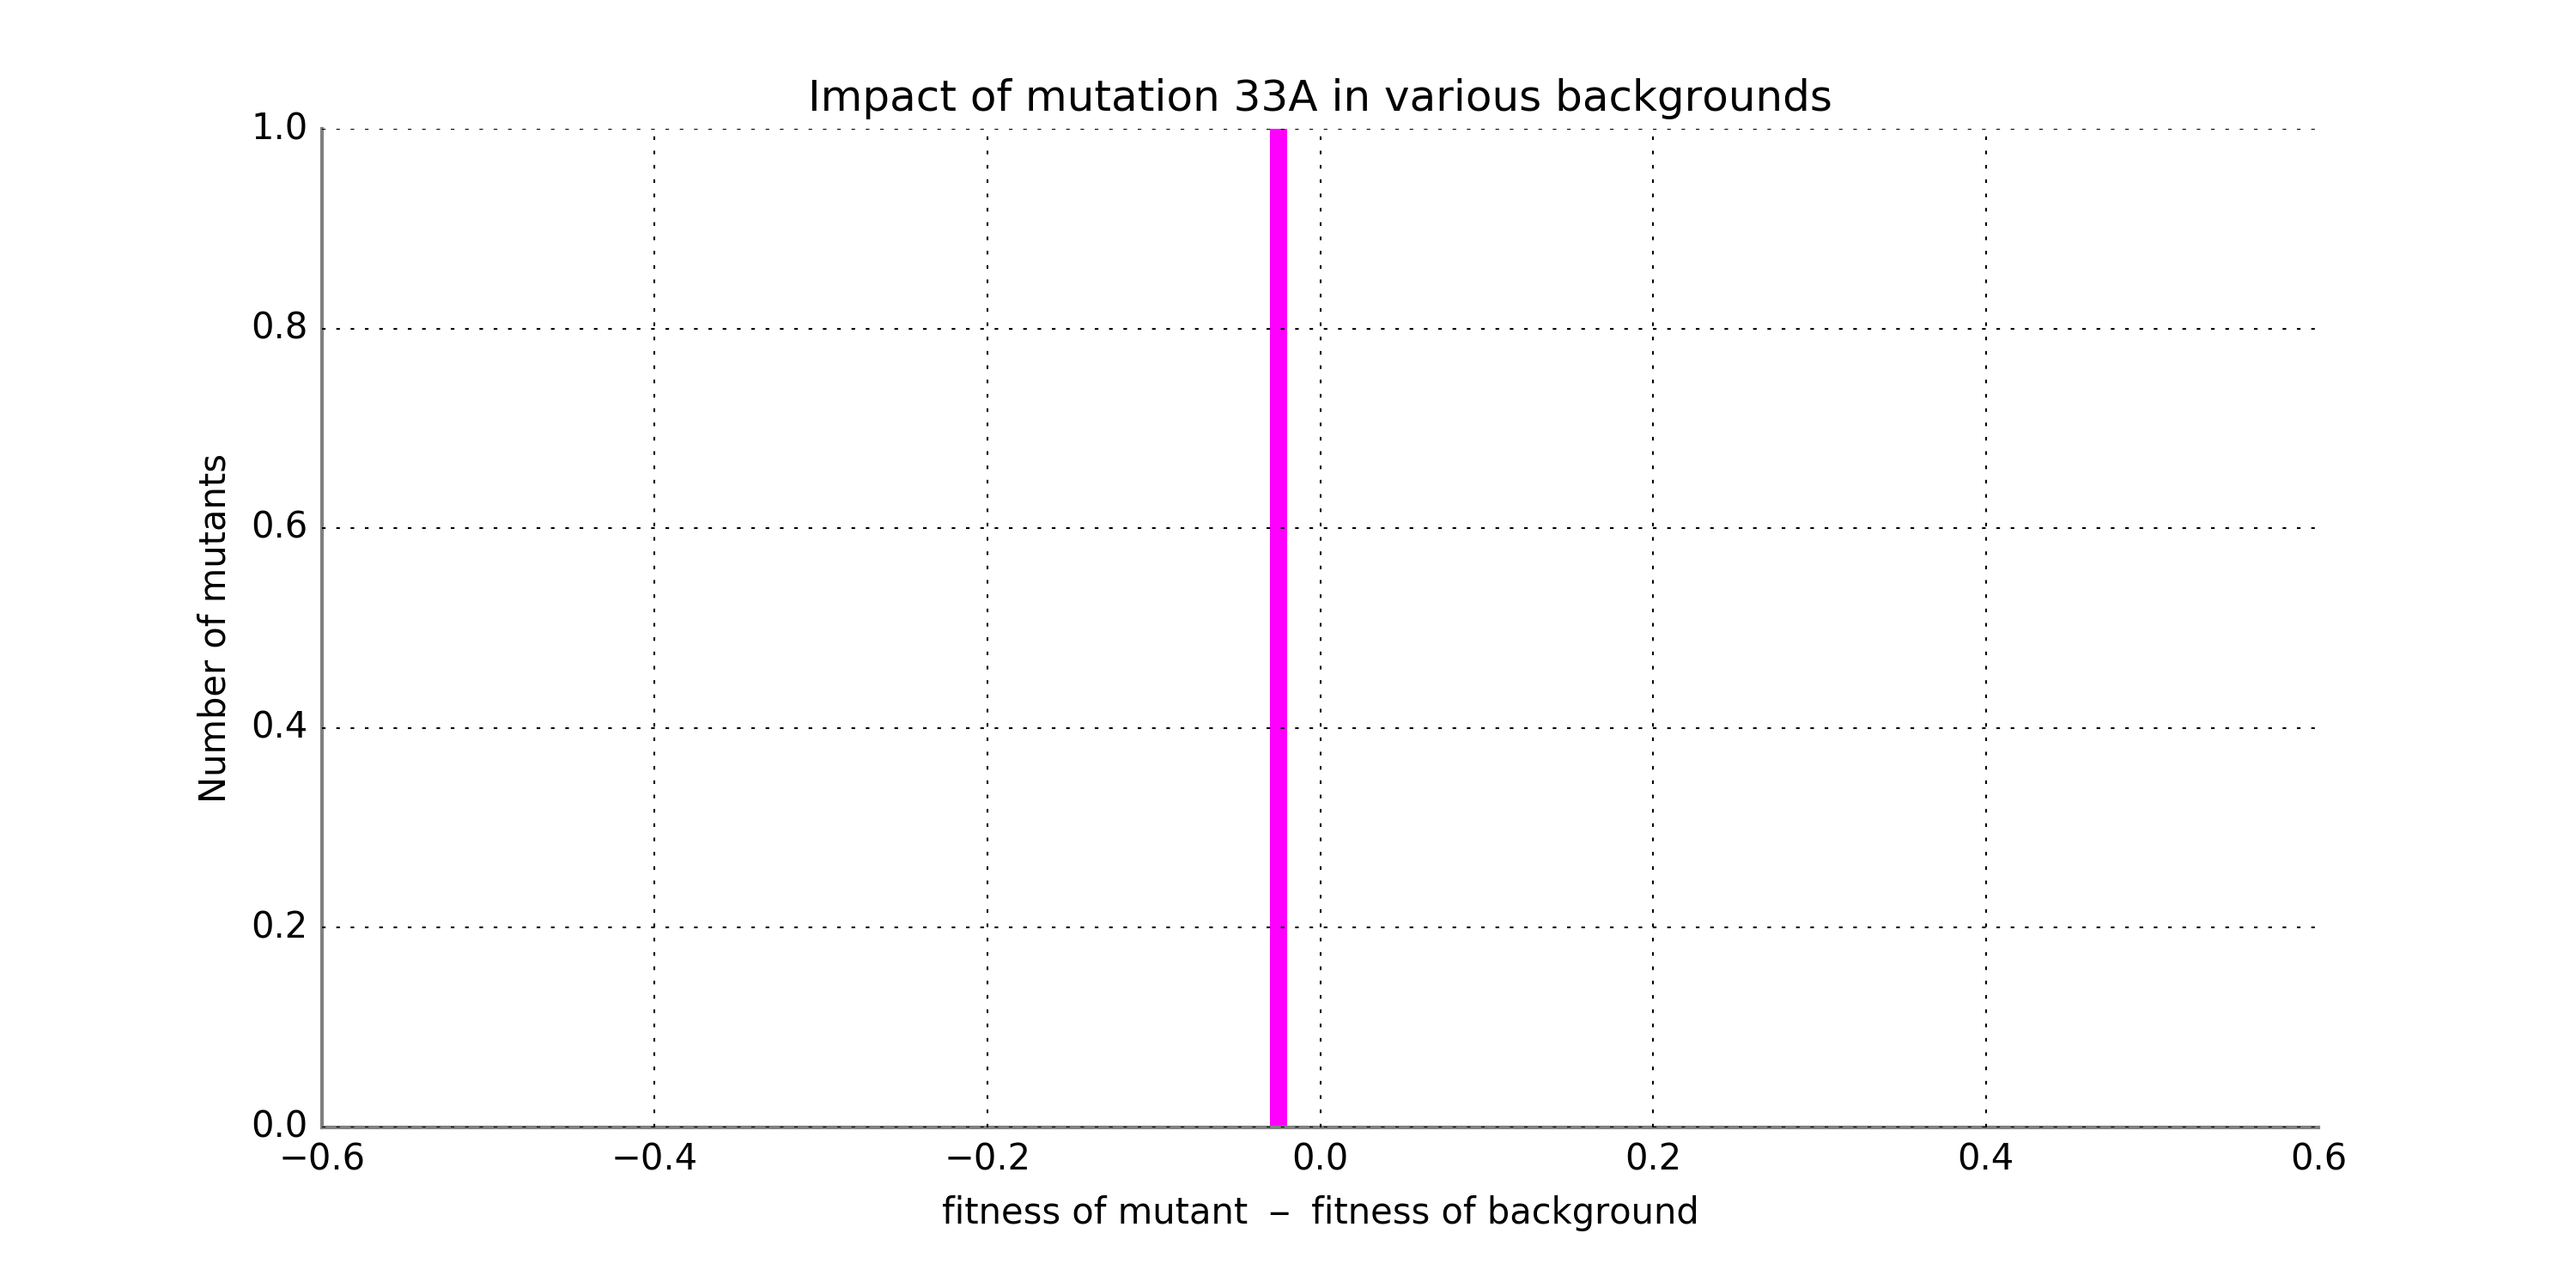 Impact of mutation 33A in various backgrounds
1.0
0.8
0.6
0.4
0.2
0.0
Number of mutants
−0.6 −0.4 −0.2 0.0 0.2 0.4 0.6
fitness of mutant − fitness of background